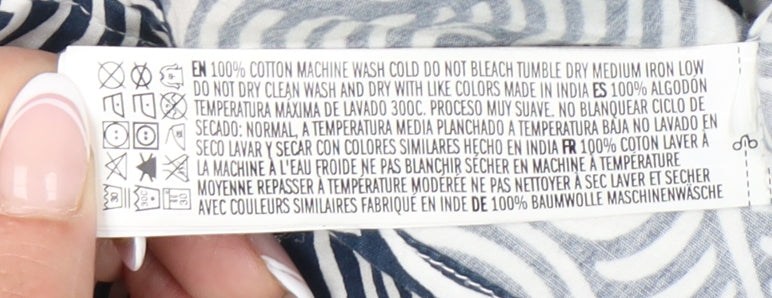 EN 100% COTTON MACHINE WASH COLD DO NOT BLEACH TUMBLE DRY MEDIUM IRON LOW
DO NOT DRY CLEAN WASH AND DRY WITH LIKE COLORS MADE IN INDIA ES 100% ALGODÓN
TEMPERATURA MÁXIMA DE LAVADO 300C. PROCESO MUY SUAVE. NO BLANQUEAR CICLO DE
SECADO: NORMAL, A TEMPERATURA MEDIA PLANCHADO A TEMPERATURA BAJA NO LAVADO EN
SECO LAVAR Y SECAR CON COLORES SIMILARES HECHO EN INDIA FR 100% COTON LAVER À
LA MACHINE À L'EAU FROIDE NE PAS BLANCHIR SÉCHER EN MACHINE À TEMPÉRATURE
MOYENNE REPASSER À TEMPÉRATURE MODÉRÉE NE PAS NETTOYER À SEC LAVER ET SECHER
AVEC COULEURS SIMILAIRES FABRIQUÉ EN INDE DE 100% BAUMWOLLE MASCHINENWÄSCHE